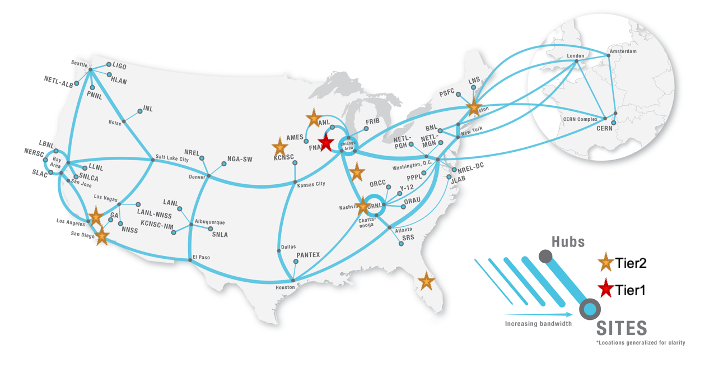 Seattle
LIGO
HLAN
NETL-ALB
PNNL
INL
Boise
LBNL
NERSC
Bay Area
SLAC
LLNL
SNLCA
San Jose
Salt Lake City
NREL
NGA-SW
Denver
Las Vegas
LANL-NNSS
KCNSC-NM
LANL
Albuquerque
SNLA
Los Angeles
GA
NNSS
San Diego
El Paso
AMES
KCNSC
Kansas City
Dallas
PANTEX
Houston
ANL
FNAL
FRIB
ORCC
Y-12
ORAU
ORNL
Nashville
Chatta-
nooga
Atlanta
SRS
NETL-
PGH
NETL-
MGN
BNL
PSFC
LNS
Boston
New York
Washington, D.C.
PPPL
NREL-DC
JLAB
London
Amsterdam
CERN Complex
CERN
Hubs
Tier2
Tier1
Increasing bandwidth
SITES
*Locations generalized for clarity